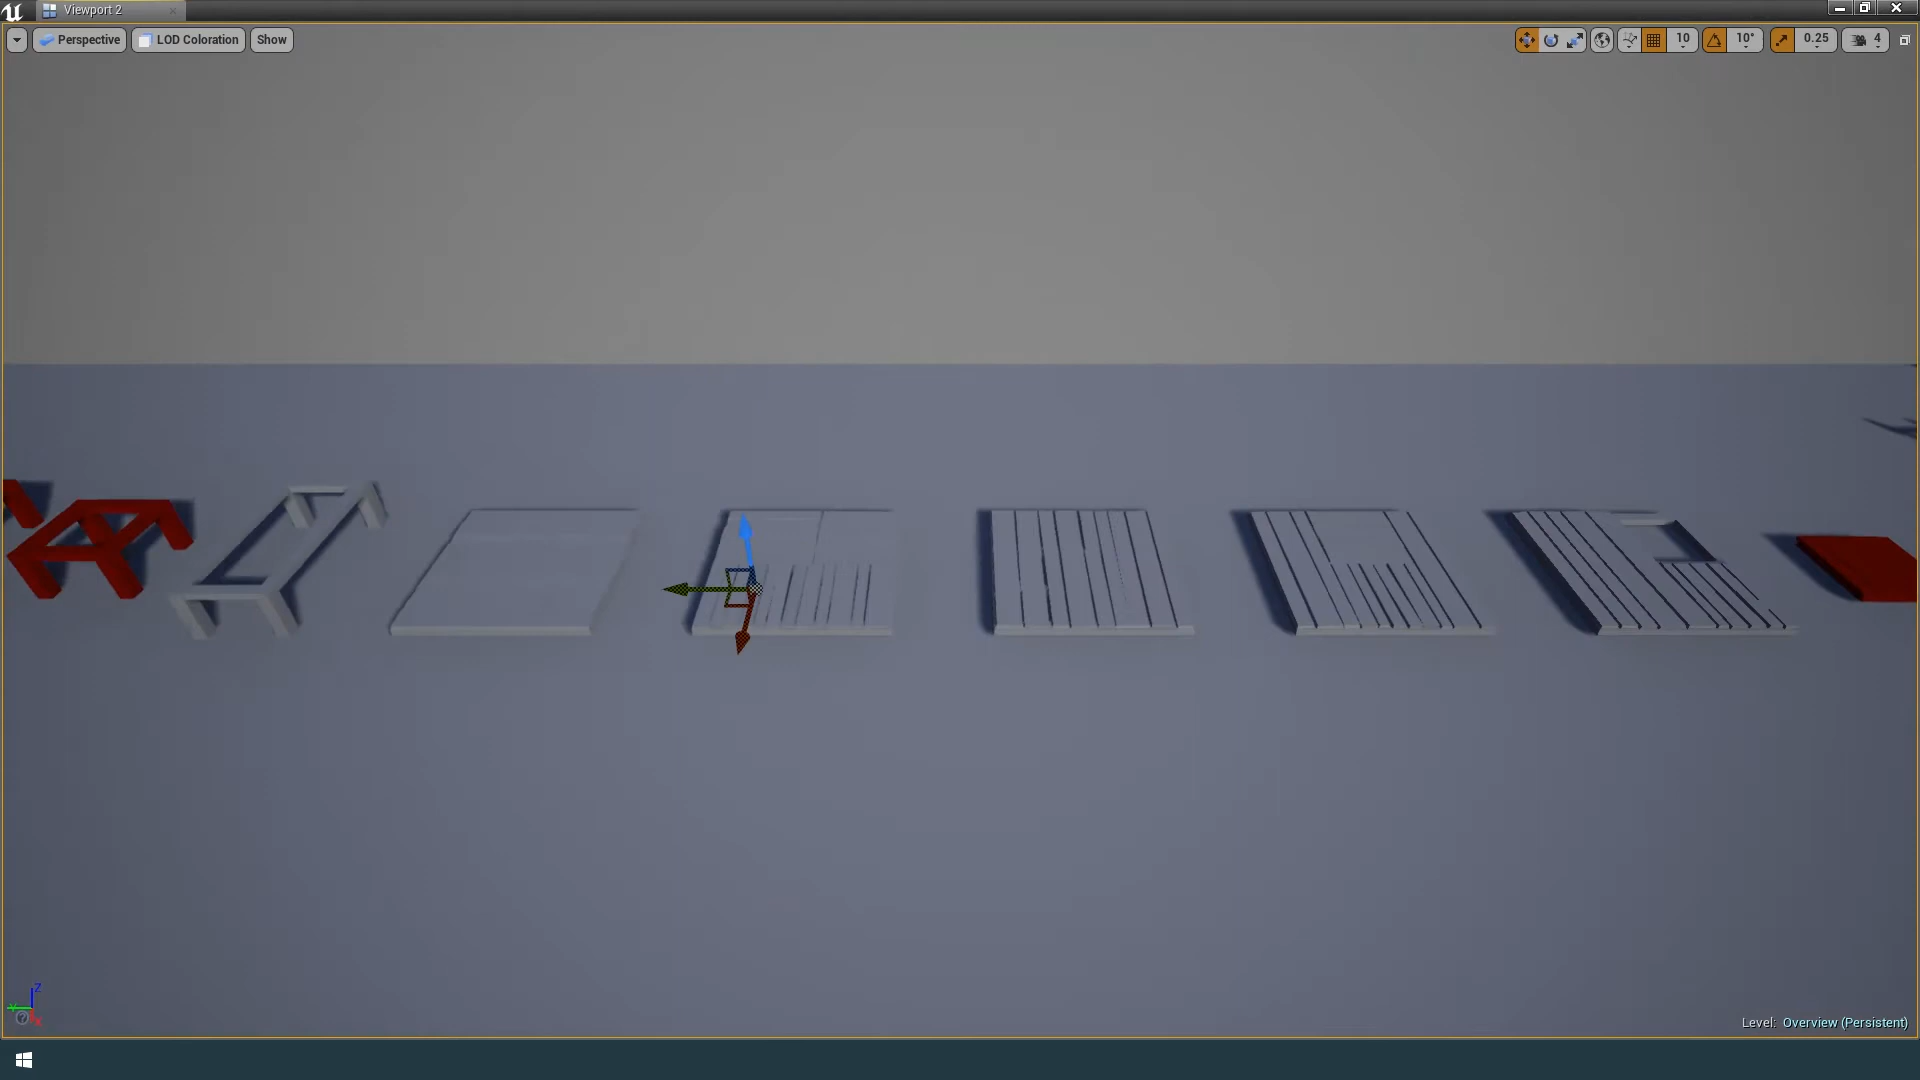 Viewport 2
Perspective
LOD Coloration
Show
10
10°
0.25
4
Z
Y
X
Level: Overview (Persistent)